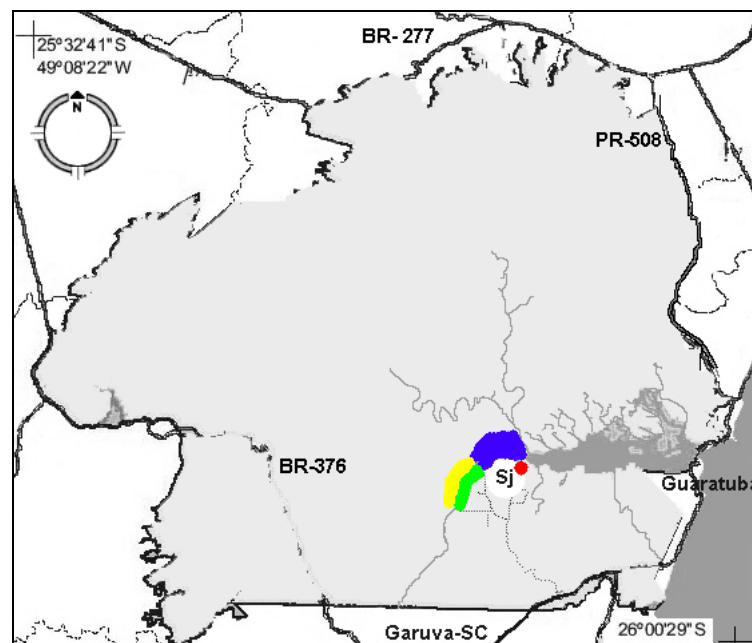 BR- 277
25°32'41"S
49°08'22"W
N
PR-508
BR-376
Sj
Guaratuba
Garuva-SC
26°00'29"S